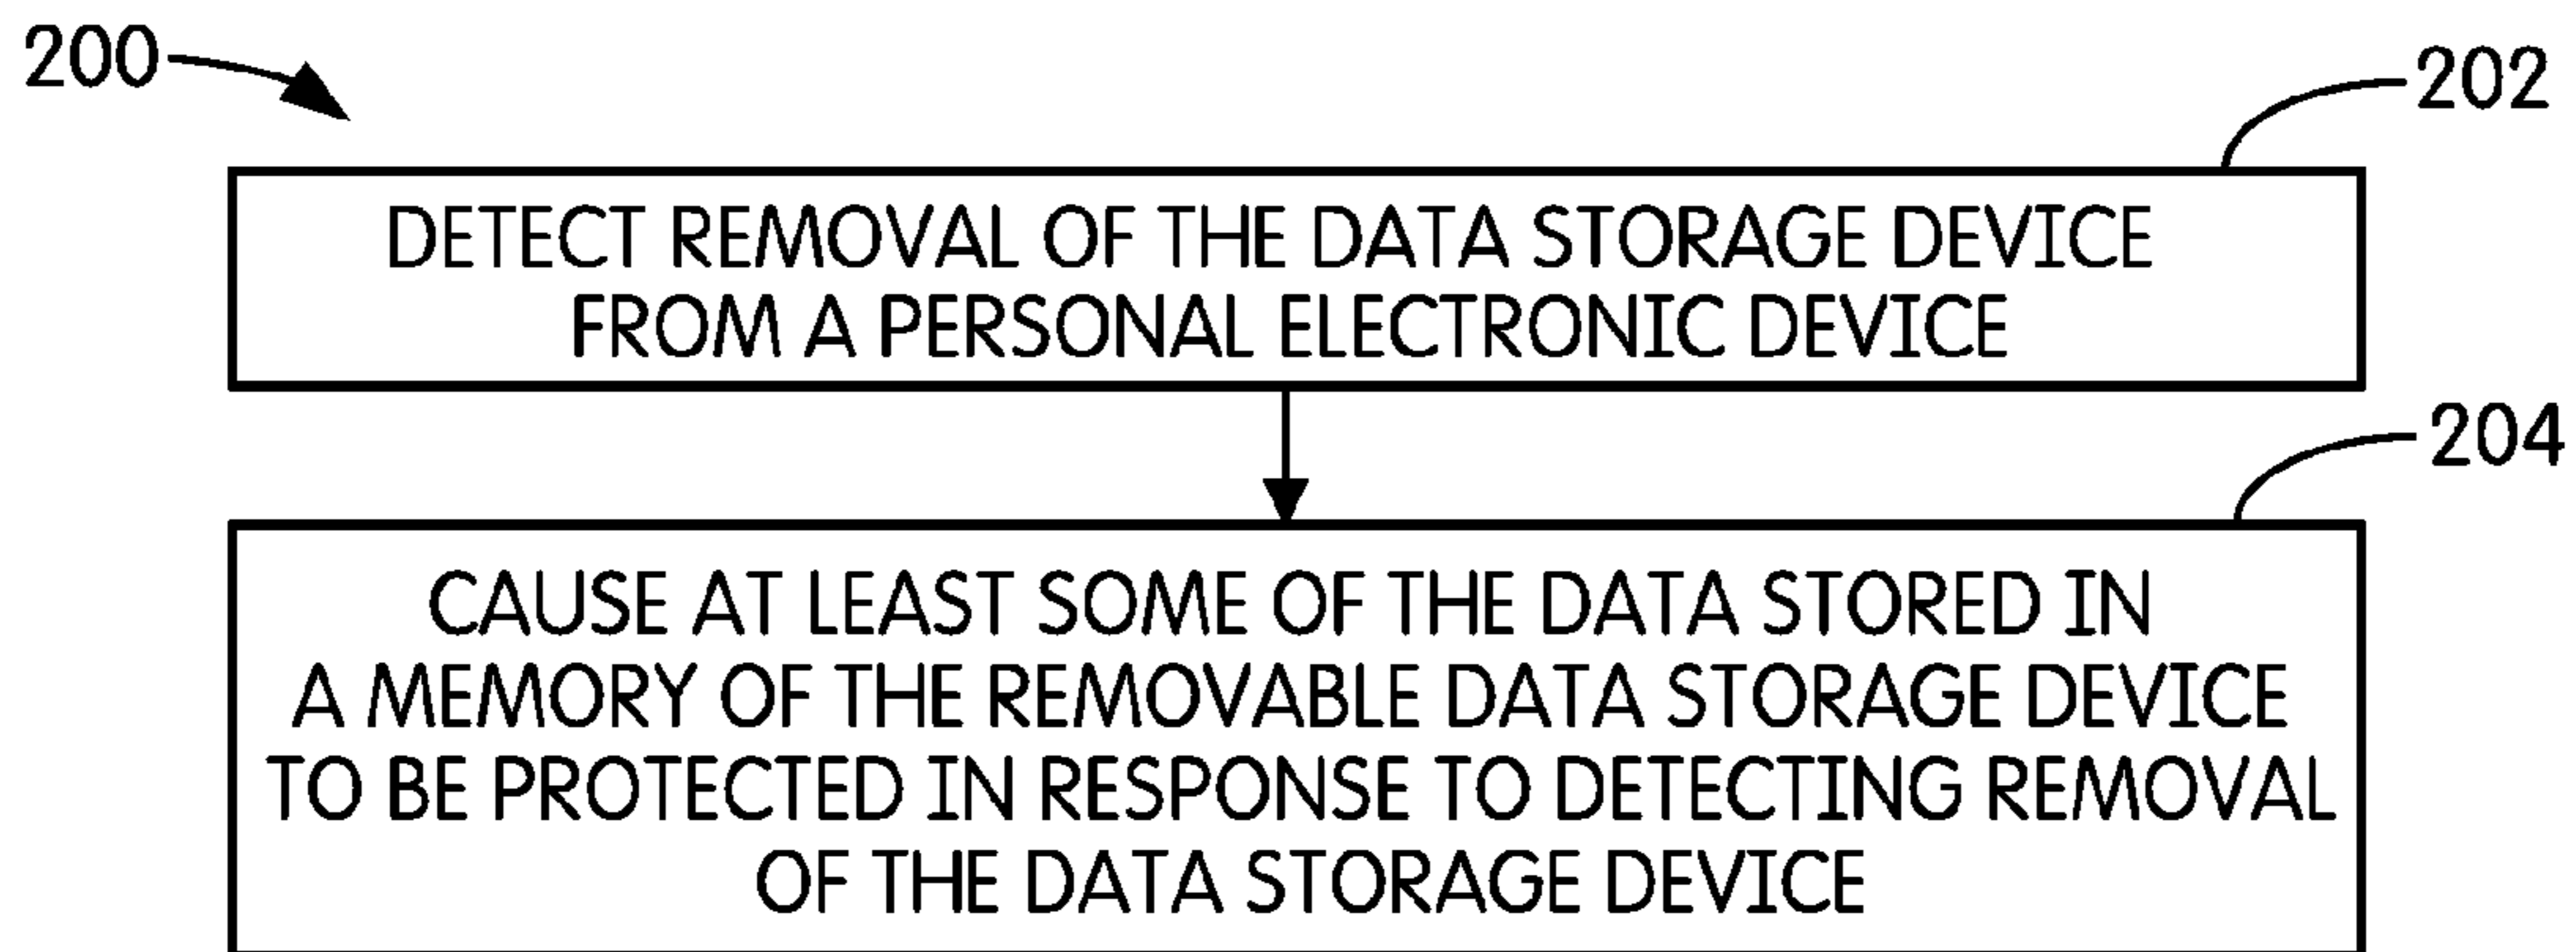 200
202
DETECT REMOVAL OF THE DATA STORAGE DEVICE
FROM A PERSONAL ELECTRONIC DEVICE
204
CAUSE AT LEAST SOME OF THE DATA STORED IN
A MEMORY OF THE REMOVABLE DATA STORAGE DEVICE
TO BE PROTECTED IN RESPONSE TO DETECTING REMOVAL
OF THE DATA STORAGE DEVICE